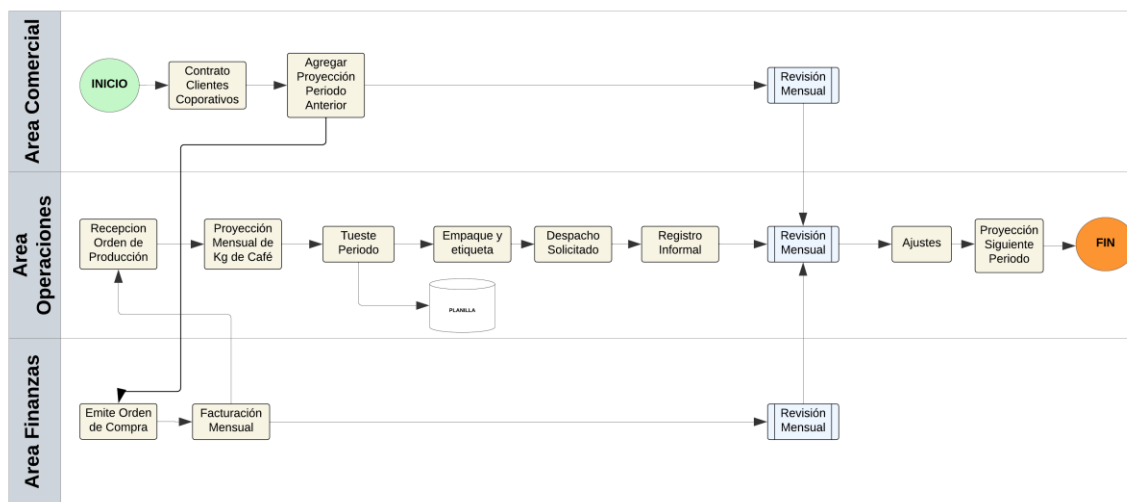 Area Comercial
INICIO
Contrato
Clientes
Coporativos
Agregar
Proyección
Periodo
Anterior
Revisión
Mensual
Area
Operaciones
Recepcion
Orden de
Producción
Proyección
Mensual de
Kg de Café
Tueste
Periodo
Empaque y
etiqueta
Despacho
Solicitado
Registro
Informal
Revisión
Mensual
Ajustes
Proyección
Siguiente
Periodo
FIN
PLANILLA
Area Finanzas
Emite Orden
de Compra
Facturación
Mensual
Revisión
Mensual